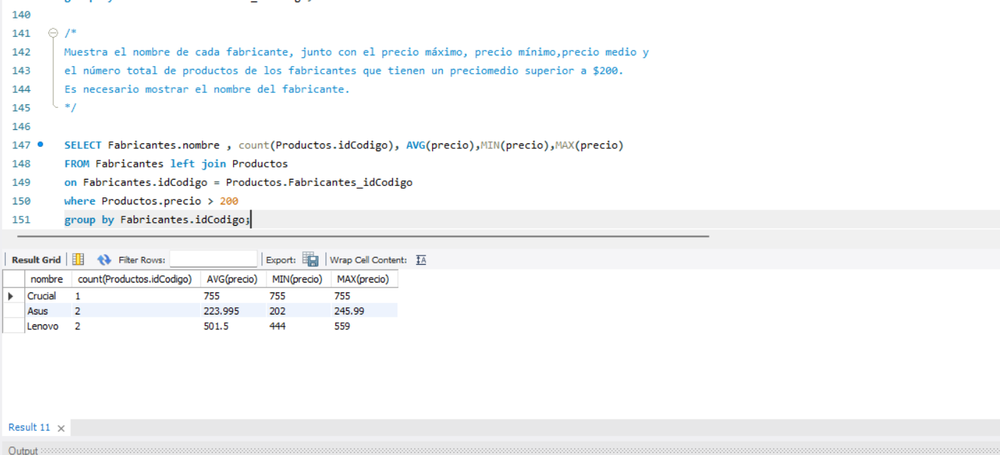 140
141 /*
142 Muestra el nombre de cada fabricante, junto con el precio máximo, precio mínimo,precio medio y
143 el número total de productos de los fabricantes que tienen un preciomedio superior a $200.
144 Es necesario mostrar el nombre del fabricante.
145 */
146
147 SELECT Fabricantes.nombre , count(Productos.idCodigo), AVG(precio),MIN(precio),MAX(precio)
148 FROM Fabricantes left join Productos
149 on Fabricantes.idCodigo = Productos.Fabricantes_idCodigo
150 where Productos.precio > 200
151 group by Fabricantes.idCodigo;
Result Grid Filter Rows: Export: Wrap Cell Content: IA
nombre count(Productos.idCodigo) AVG(precio) MIN(precio) MAX(precio)
Crucial 1 755 755 755
Asus 2 223.995 202 245.99
Lenovo 2 501.5 444 559
Result 11 ×
Output